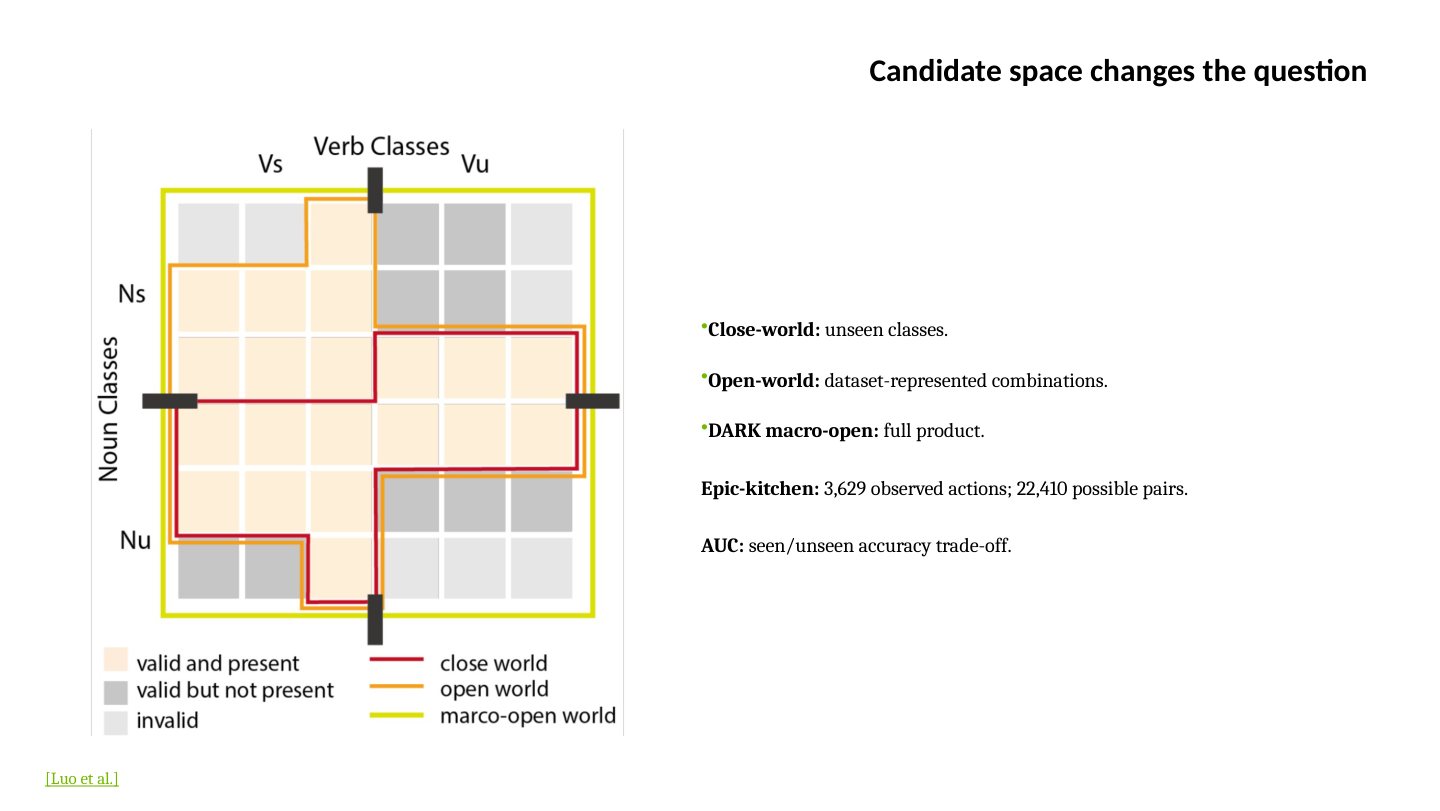 Candidate space changes the question
Verb Classes
Vs
Vu
Ns
Noun Classes
Nu
valid and present
valid but not present
invalid
close world
open world
marco-open world
•Close-world: unseen classes.
•Open-world: dataset-represented combinations.
•DARK macro-open: full product.
Epic-kitchen: 3,629 observed actions; 22,410 possible pairs.
AUC: seen/unseen accuracy trade-off.
[Luo et al.]